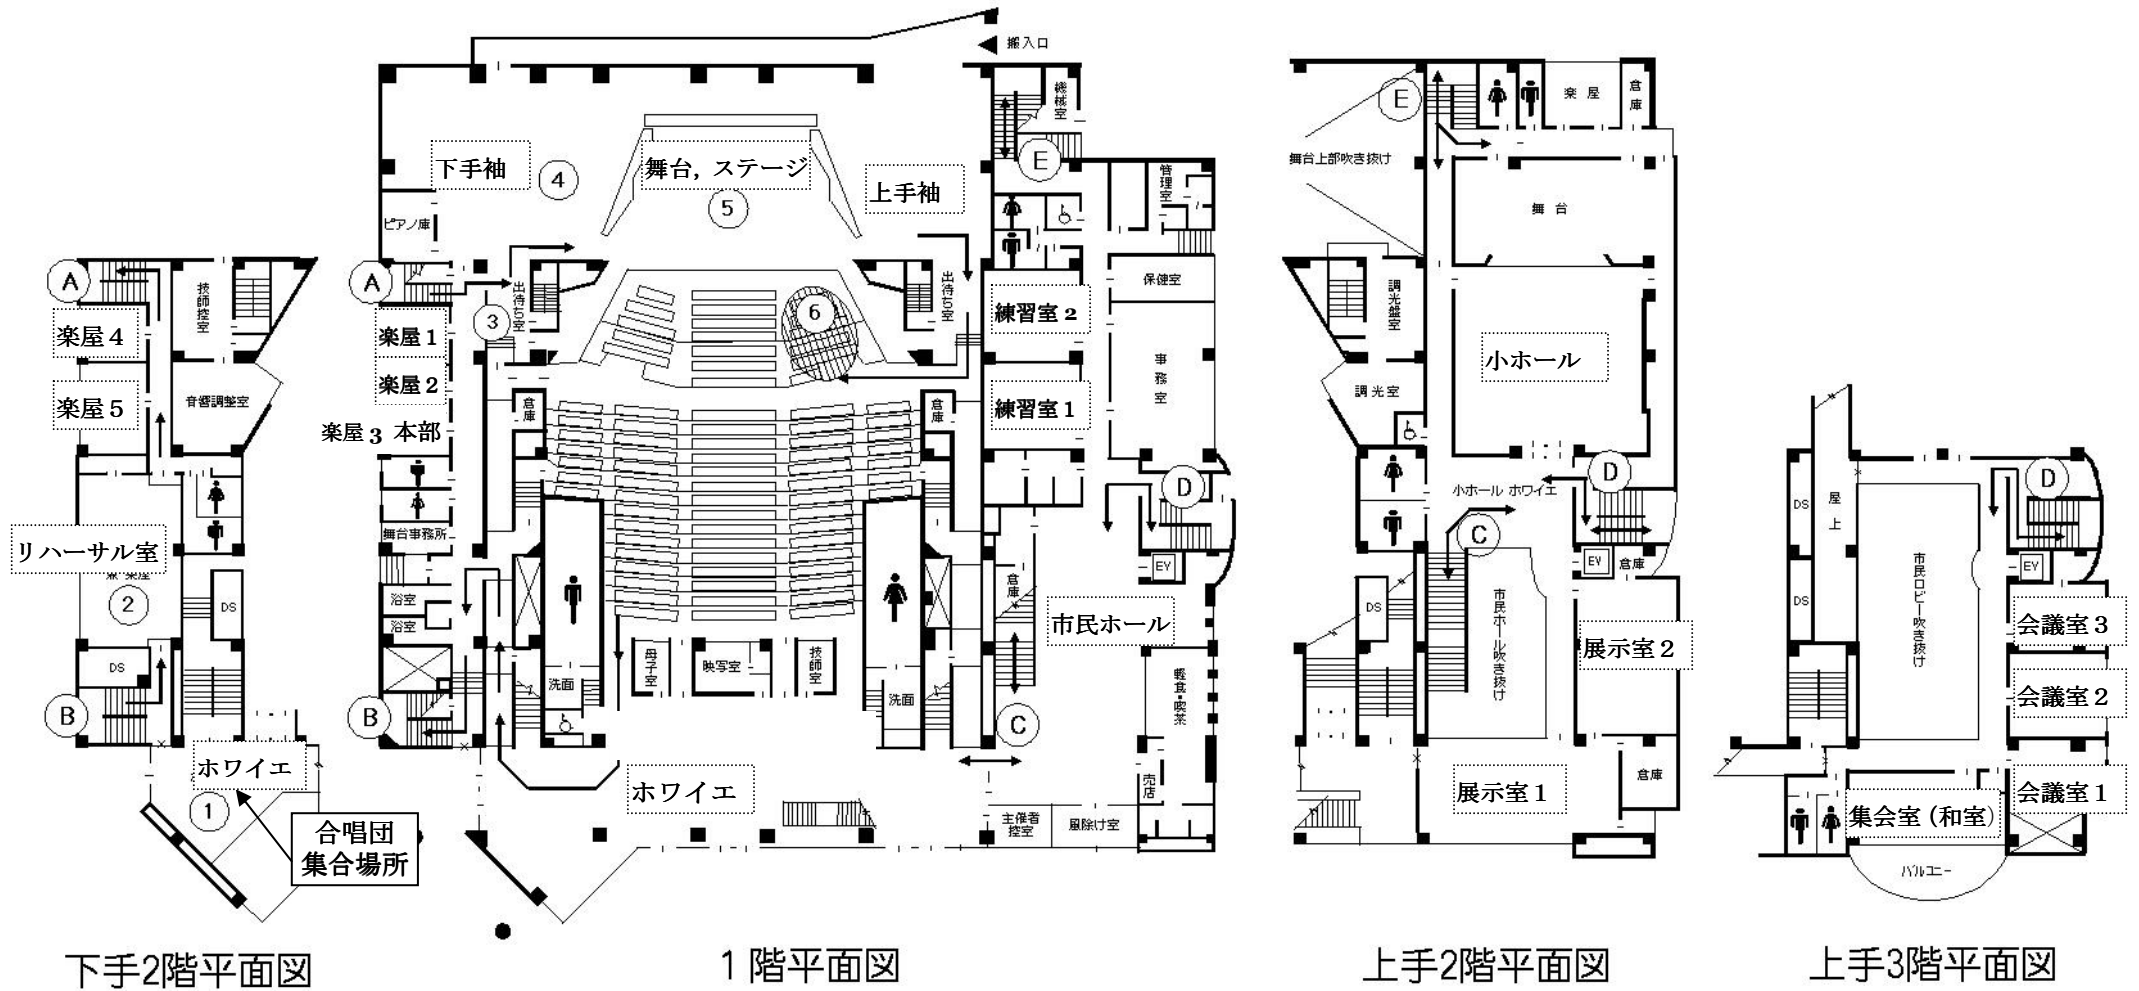 A
技師控室
楽屋４
楽屋５
音響調整室
リハーサル室
兼 楽屋
2
DS
DS
B
ホワイエ
1
合唱団
集合場所
下手2階平面図
搬入口
機械室
下手袖
4
舞台，ステージ
5
上手袖
E
管理室
ピアノ庫
A
出待ち室
3
6
出待ち室
保健室
楽屋１
楽屋２
楽屋３ 本部
練習室２
練習室１
事務室
倉庫
倉庫
D
舞台事務所
浴室
浴室
EV
倉庫
市民ホール
母子室
映写室
技師室
洗面
洗面
軽食・喫茶
B
C
ホワイエ
売店
主催者
控室
風除け室
1階平面図
E
楽屋
倉庫
舞台上部吹き抜け
舞台
調光盤室
小ホール
調光室
D
小ホール ホワイエ
C
EV
倉庫
DS
市民ホール吹き抜け
展示室２
展示室１
倉庫
上手2階平面図
D
DS
屋上
EV
DS
市民ロビー吹き抜け
会議室３
会議室２
会議室１
集会室（和室）
バルコニー
上手3階平面図